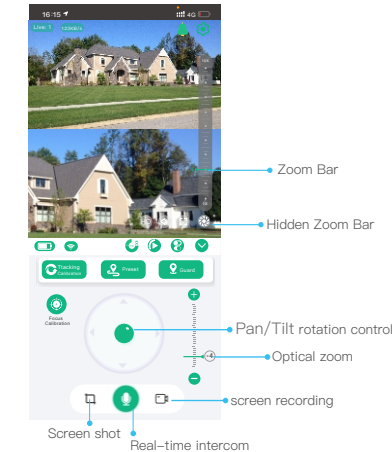 16:15 4G
Live: 1
Zoom Bar
Hidden Zoom Bar
Tracking
Calibration
Preset
Guard
Focus
Calibration
Pan/Tilt rotation control
Optical zoom
screen recording
Screen shot
Real-time intercom